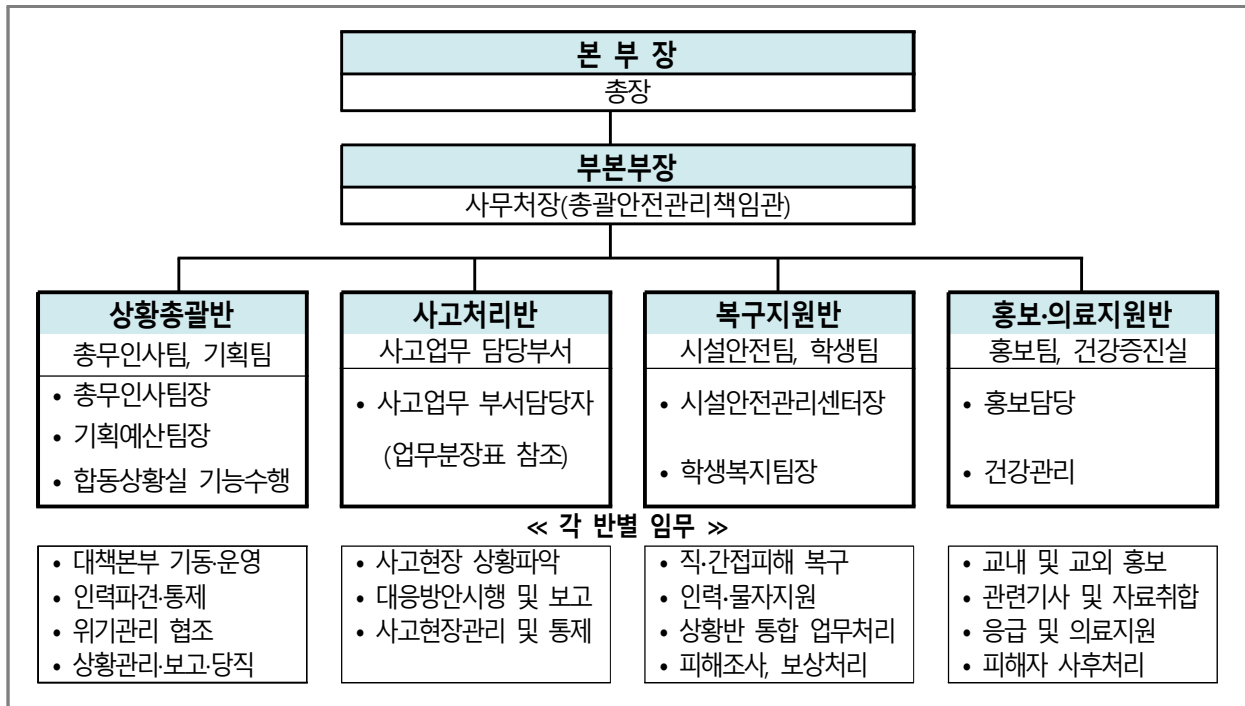 본 부 장
총장
부본부장
사무처장(총괄안전관리책임관)
상황총괄반
총무인사팀, 기획팀
• 총무인사팀장
• 기획예산팀장
• 합동상황실 기능수행
사고처리반
사고업무 담당부서
• 사고업무 부서담당자
(업무분장표 참조)
복구지원반
시설안전팀, 학생팀
• 시설안전관리센터장
• 학생복지팀장
홍보·의료지원반
홍보팀, 건강증진실
• 홍보담당
• 건강관리
≪ 각 반별 임무 ≫
• 대책본부 기동·운영
• 인력파견·통제
• 위기관리 협조
• 상황관리·보고·당직
• 사고현장 상황파악
• 대응방안시행 및 보고
• 사고현장관리 및 통제
• 직·간접피해 복구
• 인력·물자지원
• 상황반 통합 업무처리
• 피해조사, 보상처리
• 교내 및 교외 홍보
• 관련기사 및 자료취합
• 응급 및 의료지원
• 피해자 사후처리